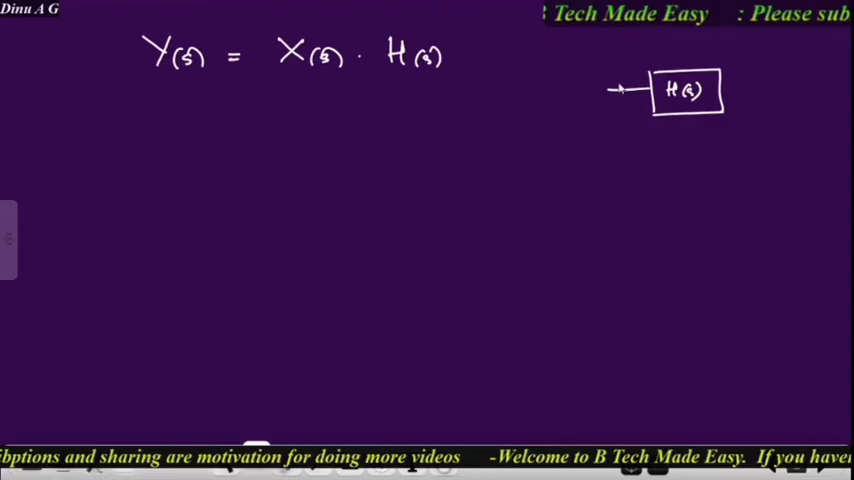 Dinu A G
B Tech Made Easy : Please sub
Y(s) = X(s) . H(s)
H(s)
ibptions and sharing are motivation for doing more videos -Welcome to B Tech Made Easy. If you haven